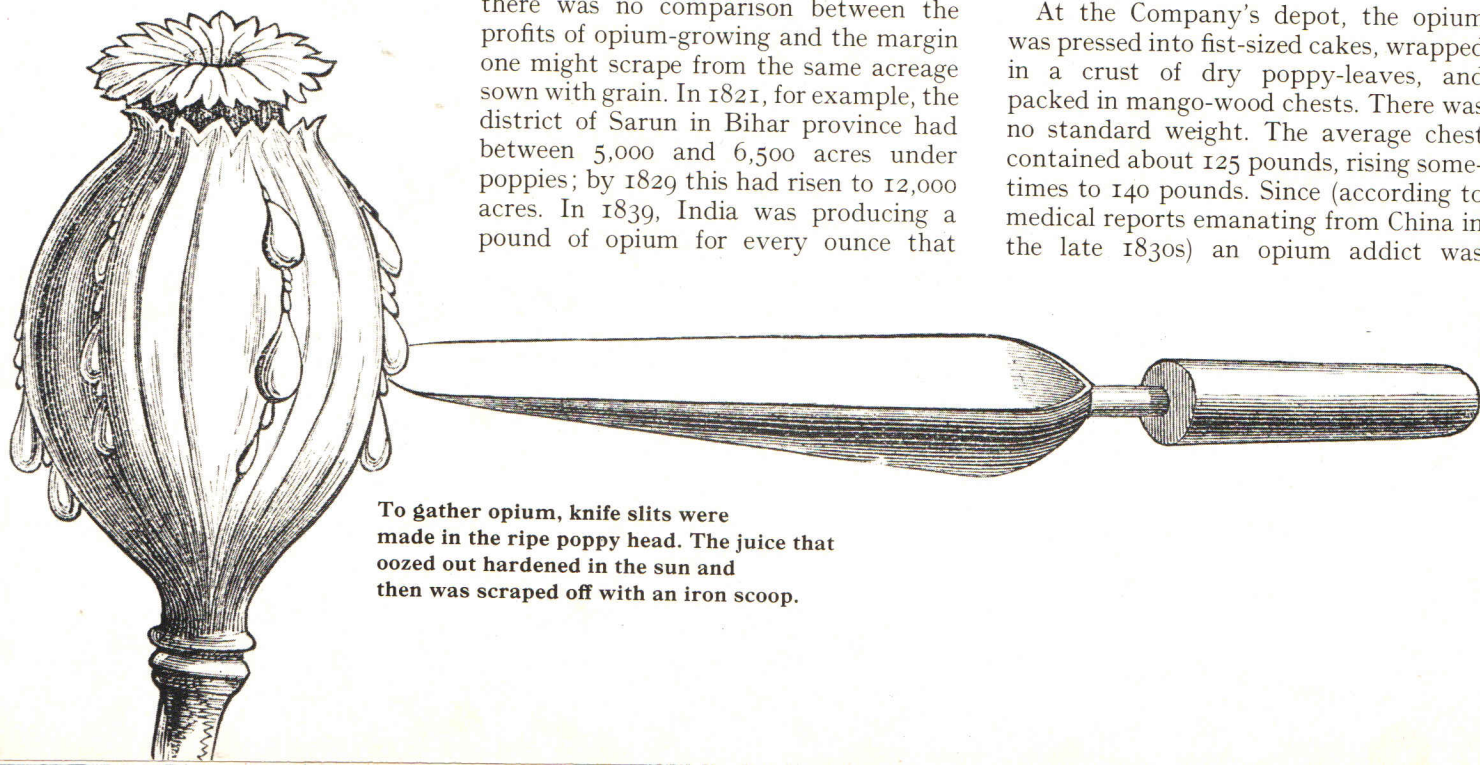 there was no comparison between the
profits of opium-growing and the margin
one might scrape from the same acreage
sown with grain. In 1821, for example, the
district of Sarun in Bihar province had
between 5,000 and 6,500 acres under
poppies; by 1829 this had risen to 12,000
acres. In 1839, India was producing a
pound of opium for every ounce that
At the Company's depot, the opium
was pressed into fist-sized cakes, wrapped
in a crust of dry poppy-leaves, and
packed in mango-wood chests. There was
no standard weight. The average chest
contained about 125 pounds, rising some-
times to 140 pounds. Since (according to
medical reports emanating from China in
the late 1830s) an opium addict was
To gather opium, knife slits were
made in the ripe poppy head. The juice that
oozed out hardened in the sun and
then was scraped off with an iron scoop.